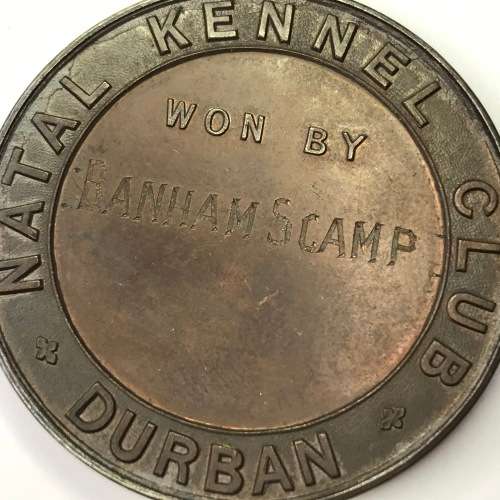 NATAL KENNEL CLUB
WON BY
BANHAM SCAMP
DURBAN